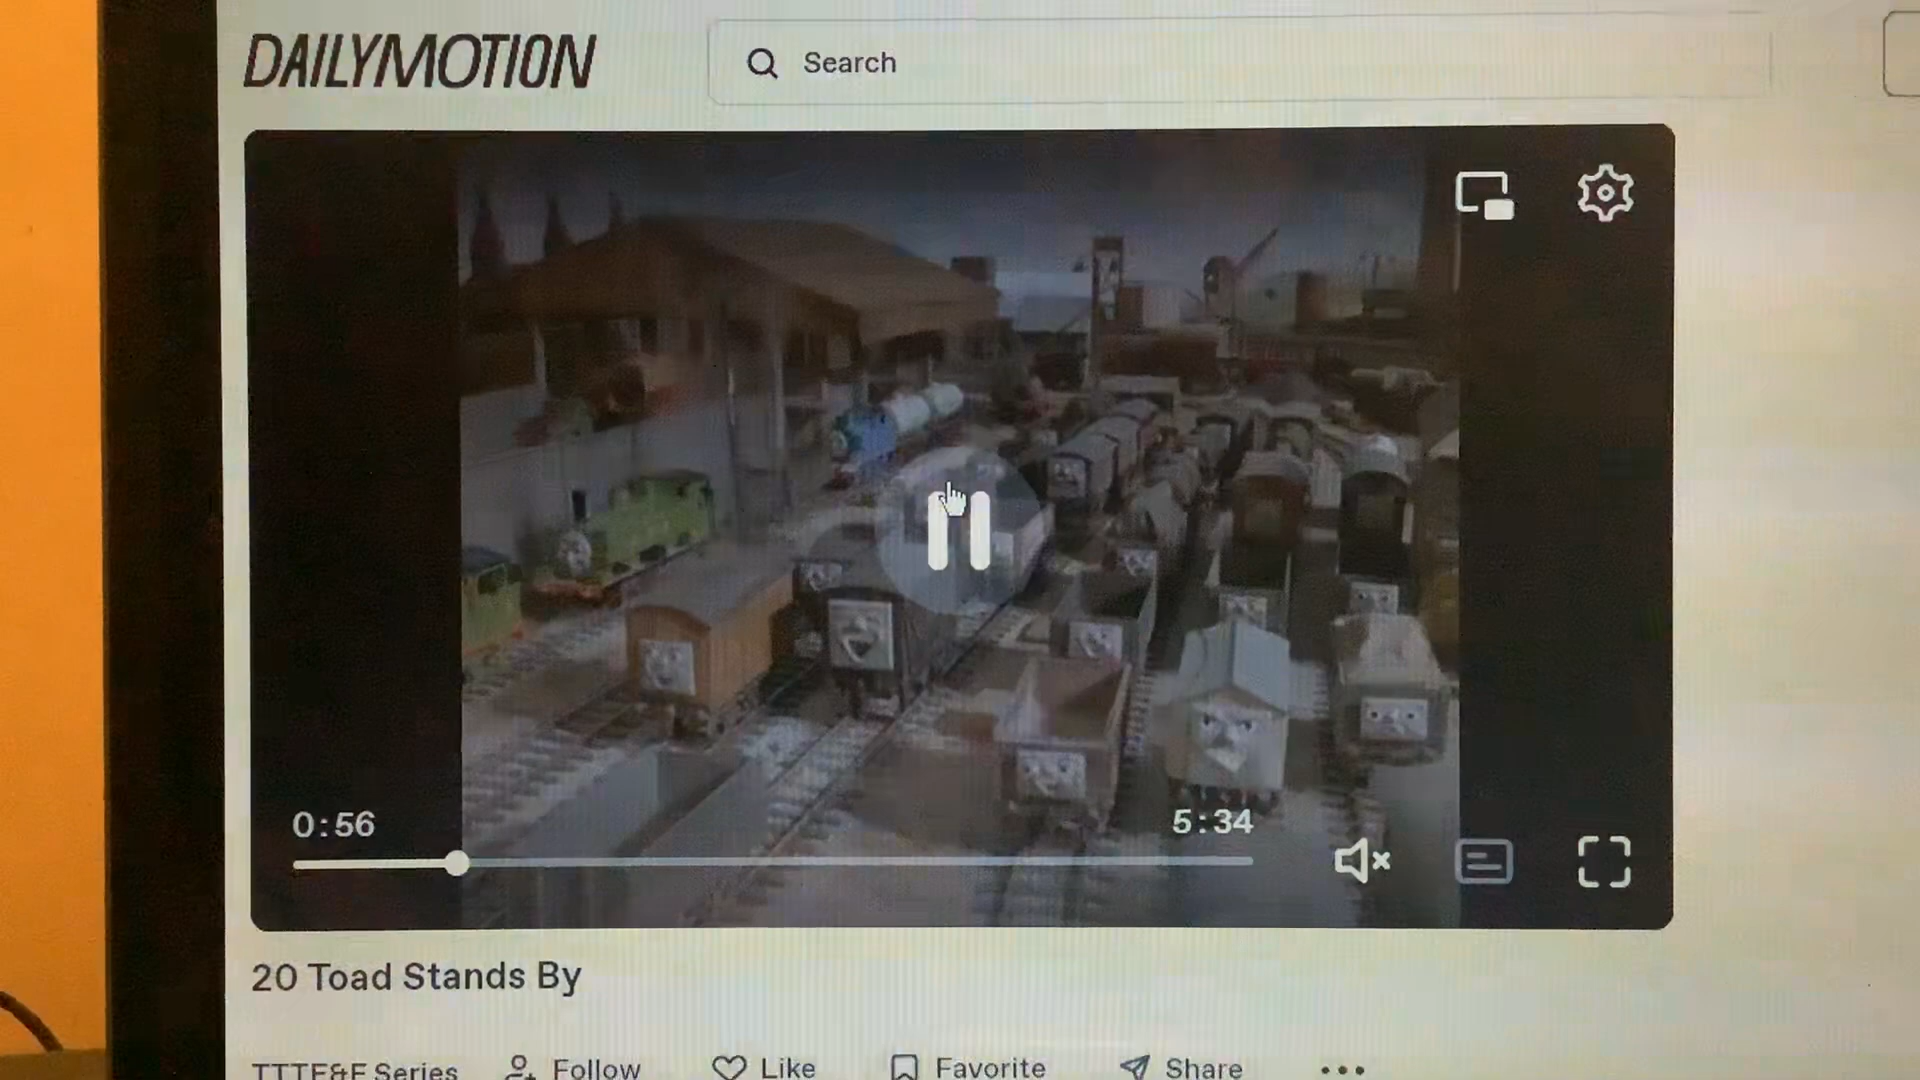 DAILYMOTION
Search
0:56
5:34
20 Toad Stands By
TTTE&F Series
Follow
Like
Favorite
Share